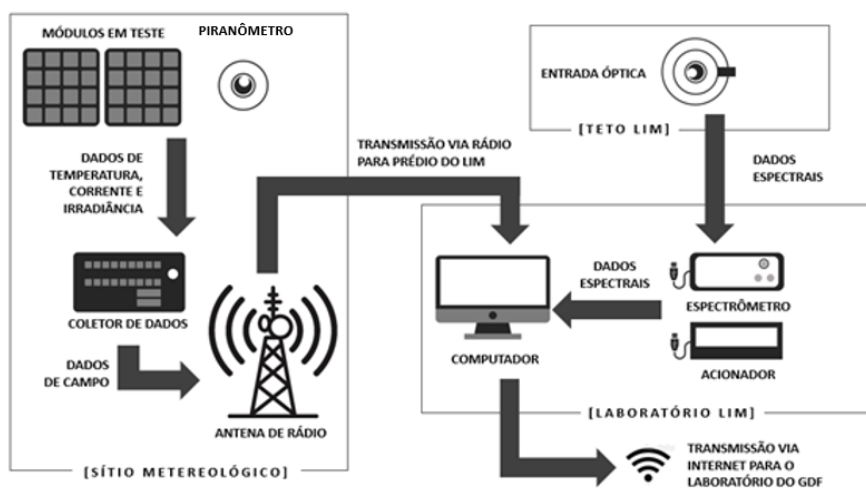 MÓDULOS EM TESTE
PIRANÔMETRO
DADOS DE
TEMPERATURA,
CORRENTE E
IRRADIÂNCIA
COLETOR DE DADOS
DADOS
DE CAMPO
ANTENA DE RÁDIO
[SÍTIO METEREOLÓGICO]
TRANSMISSÃO VIA RÁDIO
PARA PRÉDIO DO LIM
ENTRADA ÓPTICA
[TETO LIM]
DADOS
ESPECTRAIS
DADOS
ESPECTRAIS
ESPECTRÔMETRO
COMPUTADOR
ACIONADOR
[LABORATÓRIO LIM]
TRANSMISSÃO VIA
INTERNET PARA O
LABORATÓRIO DO GDF